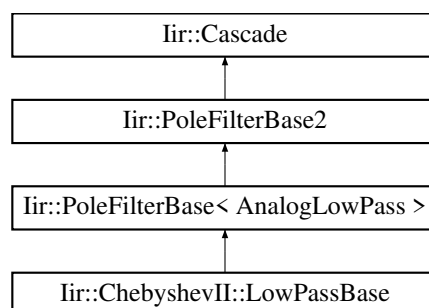 Iir::Cascade
Iir::PoleFilterBase2
Iir::PoleFilterBase< AnalogLowPass >
Iir::ChebyshevII::LowPassBase